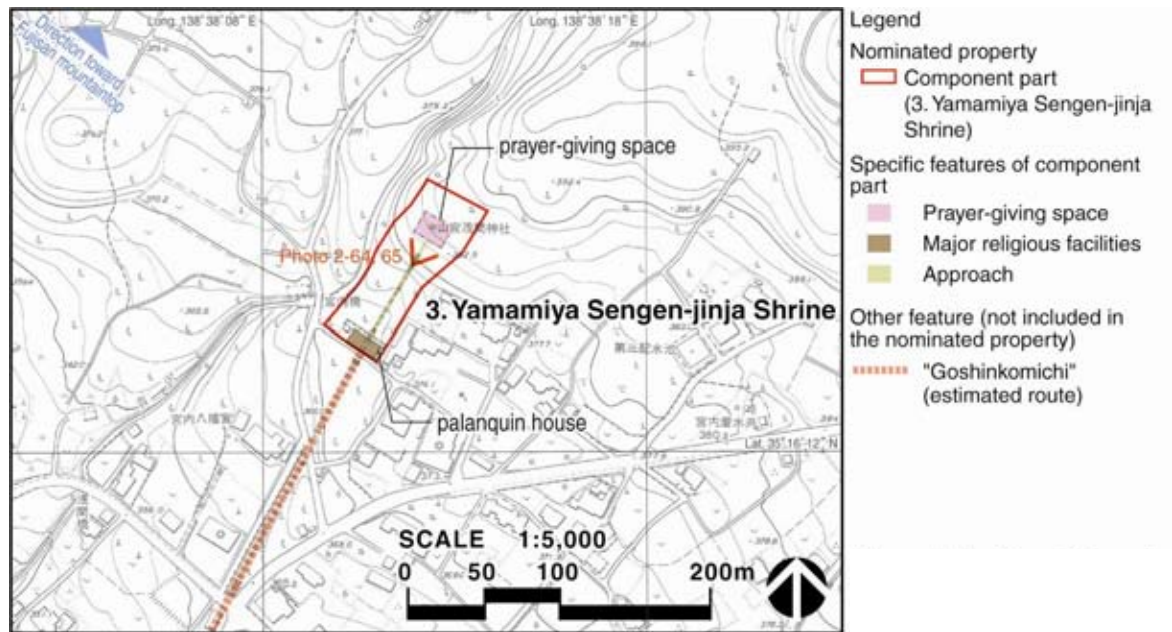 Long. 138°38'08" E
Long. 138°38'18" E
Direction toward
Fujisan mountaintop
prayer-giving space
Photo 2-64, 65
3. Yamamiya Sengen-jinja Shrine
palanquin house
Lat. 35°16'12" N
SCALE 1:5,000
0 50 100 200m
Legend
Nominated property
Component part
(3. Yamamiya Sengen-jinja
Shrine)
Specific features of component
part
Prayer-giving space
Major religious facilities
Approach
Other feature (not included in
the nominated property)
"Goshinkomichi"
(estimated route)